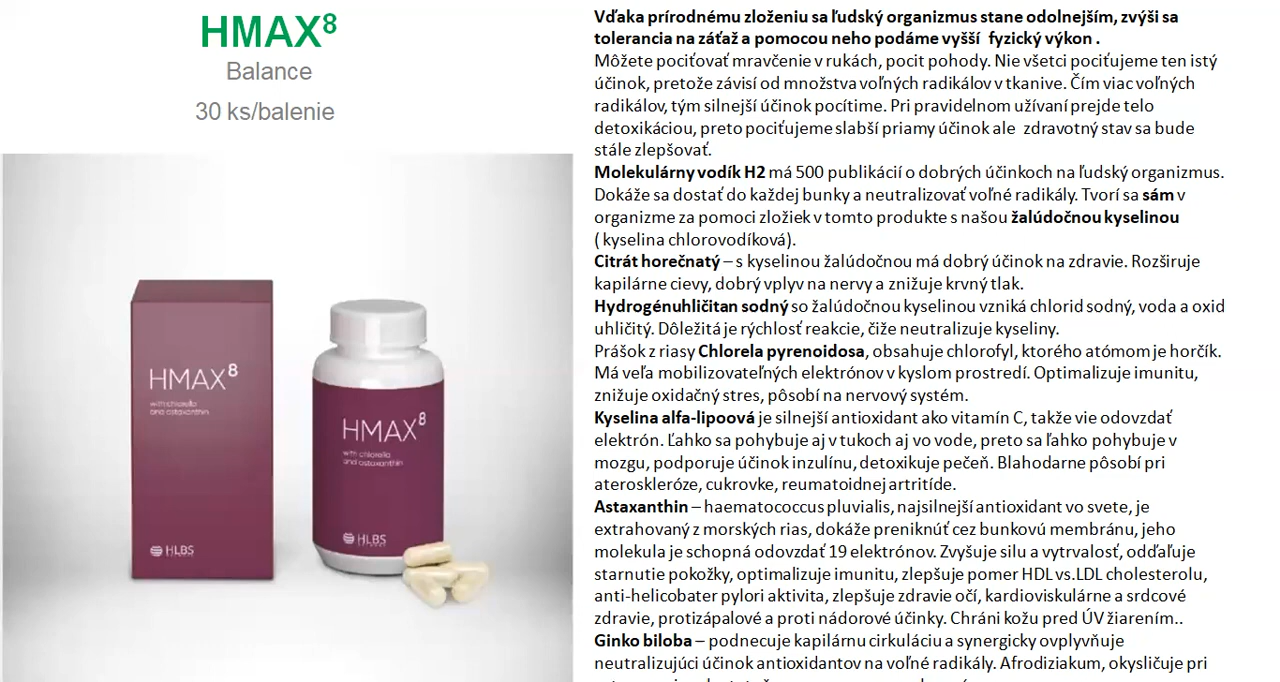 HMAX⁸
Balance
30 ks/balenie
HMAX⁸
with chlorella
and astaxanthin
HLBS
HMAX⁸
with chlorella
and astaxanthin
HLBS
Vďaka prírodnému zloženiu sa ľudský organizmus stane odolnejším, zvýši sa
tolerancia na záťaž a pomocou neho podáme vyšší fyzický výkon .
Môžete pociťovať mravčenie v rukách, pocit pohody. Nie všetci pociťujeme ten istý
účinok, pretože závisí od množstva voľných radikálov v tkanive. Čím viac voľných
radikálov, tým silnejší účinok pocítime. Pri pravidelnom užívaní prejde telo
detoxikáciou, preto pociťujeme slabší priamy účinok ale zdravotný stav sa bude
stále zlepšovať.
Molekulárny vodík H2 má 500 publikácií o dobrých účinkoch na ľudský organizmus.
Dokáže sa dostať do každej bunky a neutralizovať voľné radikály. Tvorí sa sám v
organizme za pomoci zložiek v tomto produkte s našou žalúdočnou kyselinou
( kyselina chlorovodíková).
Citrát horečnatý – s kyselinou žalúdočnou má dobrý účinok na zdravie. Rozširuje
kapilárne cievy, dobrý vplyv na nervy a znižuje krvný tlak.
Hydrogénuhličitan sodný so žalúdočnou kyselinou vzniká chlorid sodný, voda a oxid
uhličitý. Dôležitá je rýchlosť reakcie, čiže neutralizuje kyseliny.
Prášok z riasy Chlorela pyrenoidosa, obsahuje chlorofyl, ktorého atómom je horčík.
Má veľa mobilizovateľných elektrónov v kyslom prostredí. Optimalizuje imunitu,
znižuje oxidačný stres, pôsobí na nervový systém.
Kyselina alfa-lipoová je silnejší antioxidant ako vitamín C, takže vie odovzdať
elektrón. Ľahko sa pohybuje aj v tukoch aj vo vode, preto sa ľahko pohybuje v
mozgu, podporuje účinok inzulínu, detoxikuje pečeň. Blahodarne pôsobí pri
ateroskleróze, cukrovke, reumatoidnej artritíde.
Astaxanthin – haematococcus pluvialis, najsilnejší antioxidant vo svete, je
extrahovaný z morských rias, dokáže preniknúť cez bunkovú membránu, jeho
molekula je schopná odovzdať 19 elektrónov. Zvyšuje silu a vytrvalosť, odďaľuje
starnutie pokožky, optimalizuje imunitu, zlepšuje pomer HDL vs.LDL cholesterolu,
anti-helicobater pylori aktivita, zlepšuje zdravie očí, kardioviskulárne a srdcové
zdravie, protizápalové a proti nádorové účinky. Chráni kožu pred ÚV žiarením..
Ginko biloba – podnecuje kapilárnu cirkuláciu a synergicky ovplyvňuje
neutralizujúci účinok antioxidantov na voľné radikály. Afrodiziakum, okysličuje pri